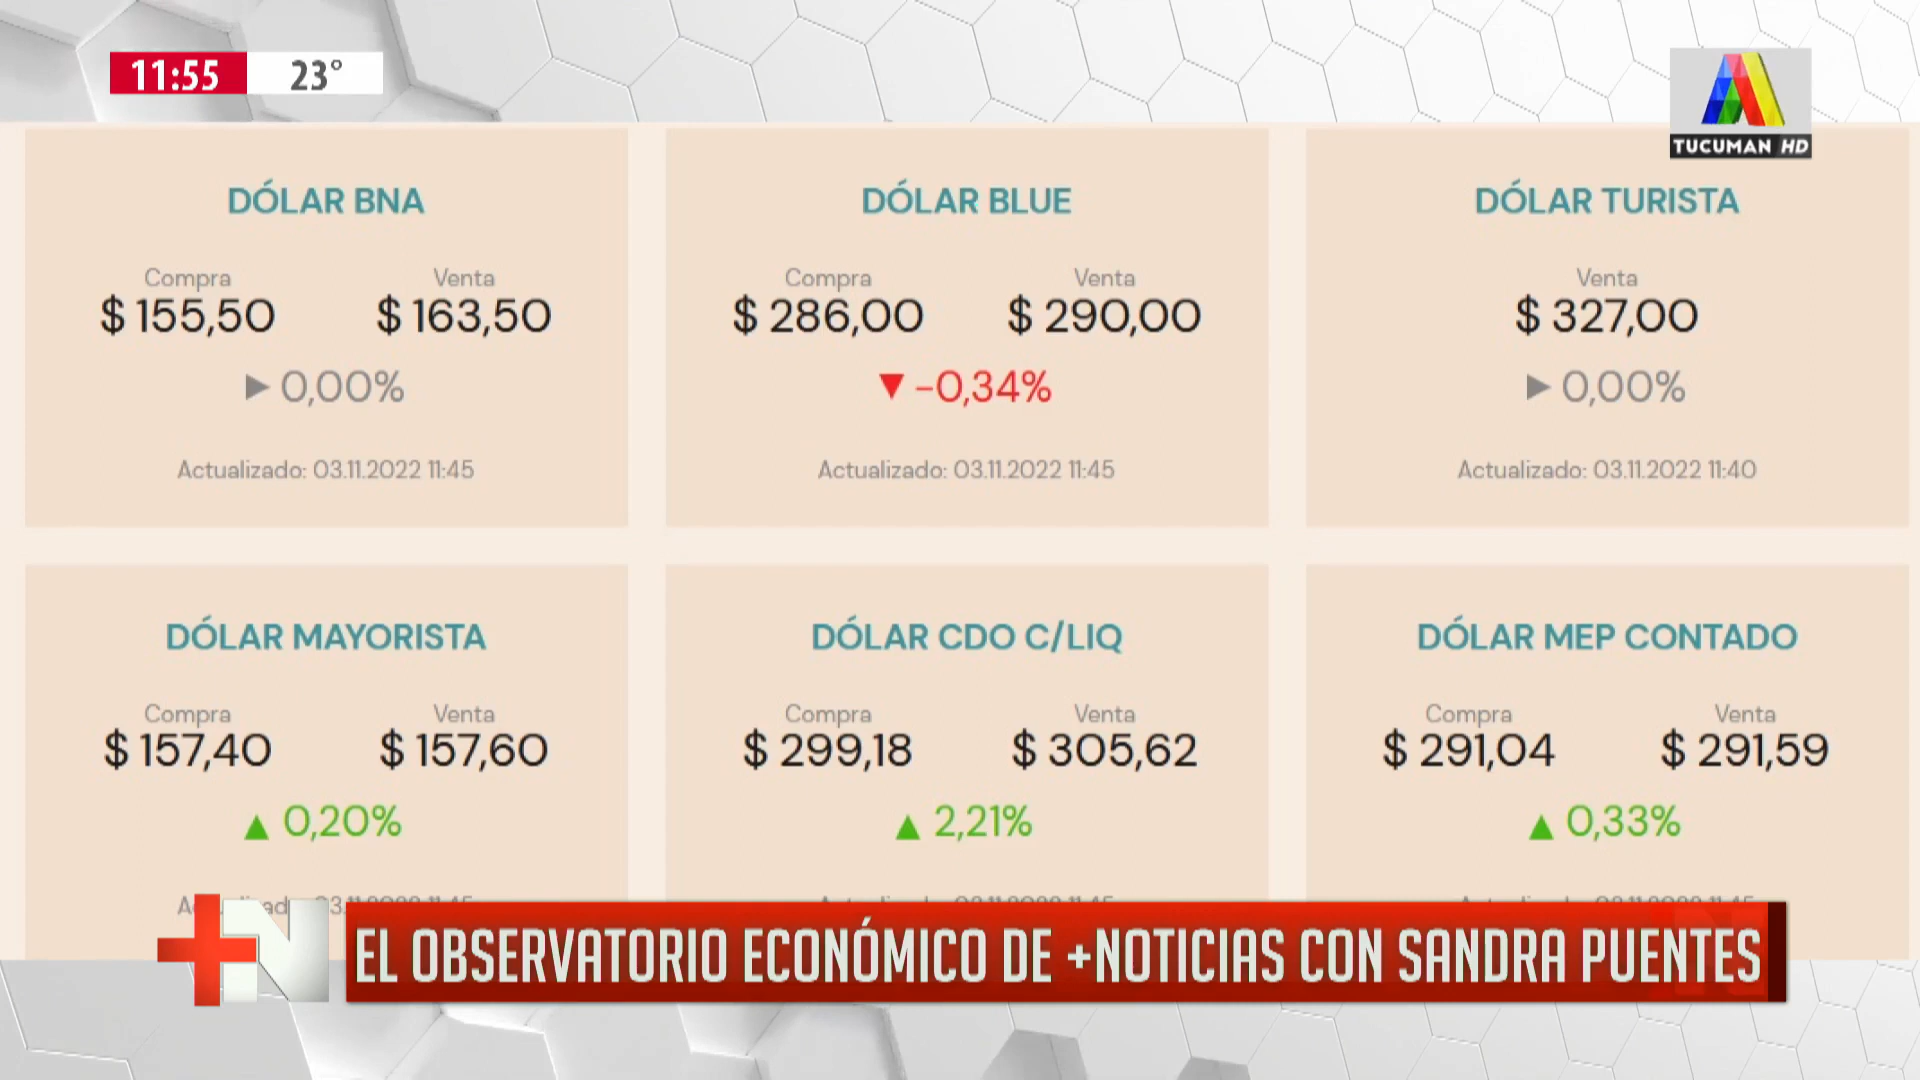 11:55 23°
TUCUMAN HD
DÓLAR BNA
Compra Venta
$ 155,50 $ 163,50
0,00%
Actualizado: 03.11.2022 11:45
DÓLAR BLUE
Compra Venta
$ 286,00 $ 290,00
-0,34%
Actualizado: 03.11.2022 11:45
DÓLAR TURISTA
Venta
$ 327,00
0,00%
Actualizado: 03.11.2022 11:40
DÓLAR MAYORISTA
Compra Venta
$ 157,40 $ 157,60
0,20%
DÓLAR CDO C/LIQ
Compra Venta
$ 299,18 $ 305,62
2,21%
DÓLAR MEP CONTADO
Compra Venta
$ 291,04 $ 291,59
0,33%
+N
EL OBSERVATORIO ECONÓMICO DE +NOTICIAS CON SANDRA PUENTES